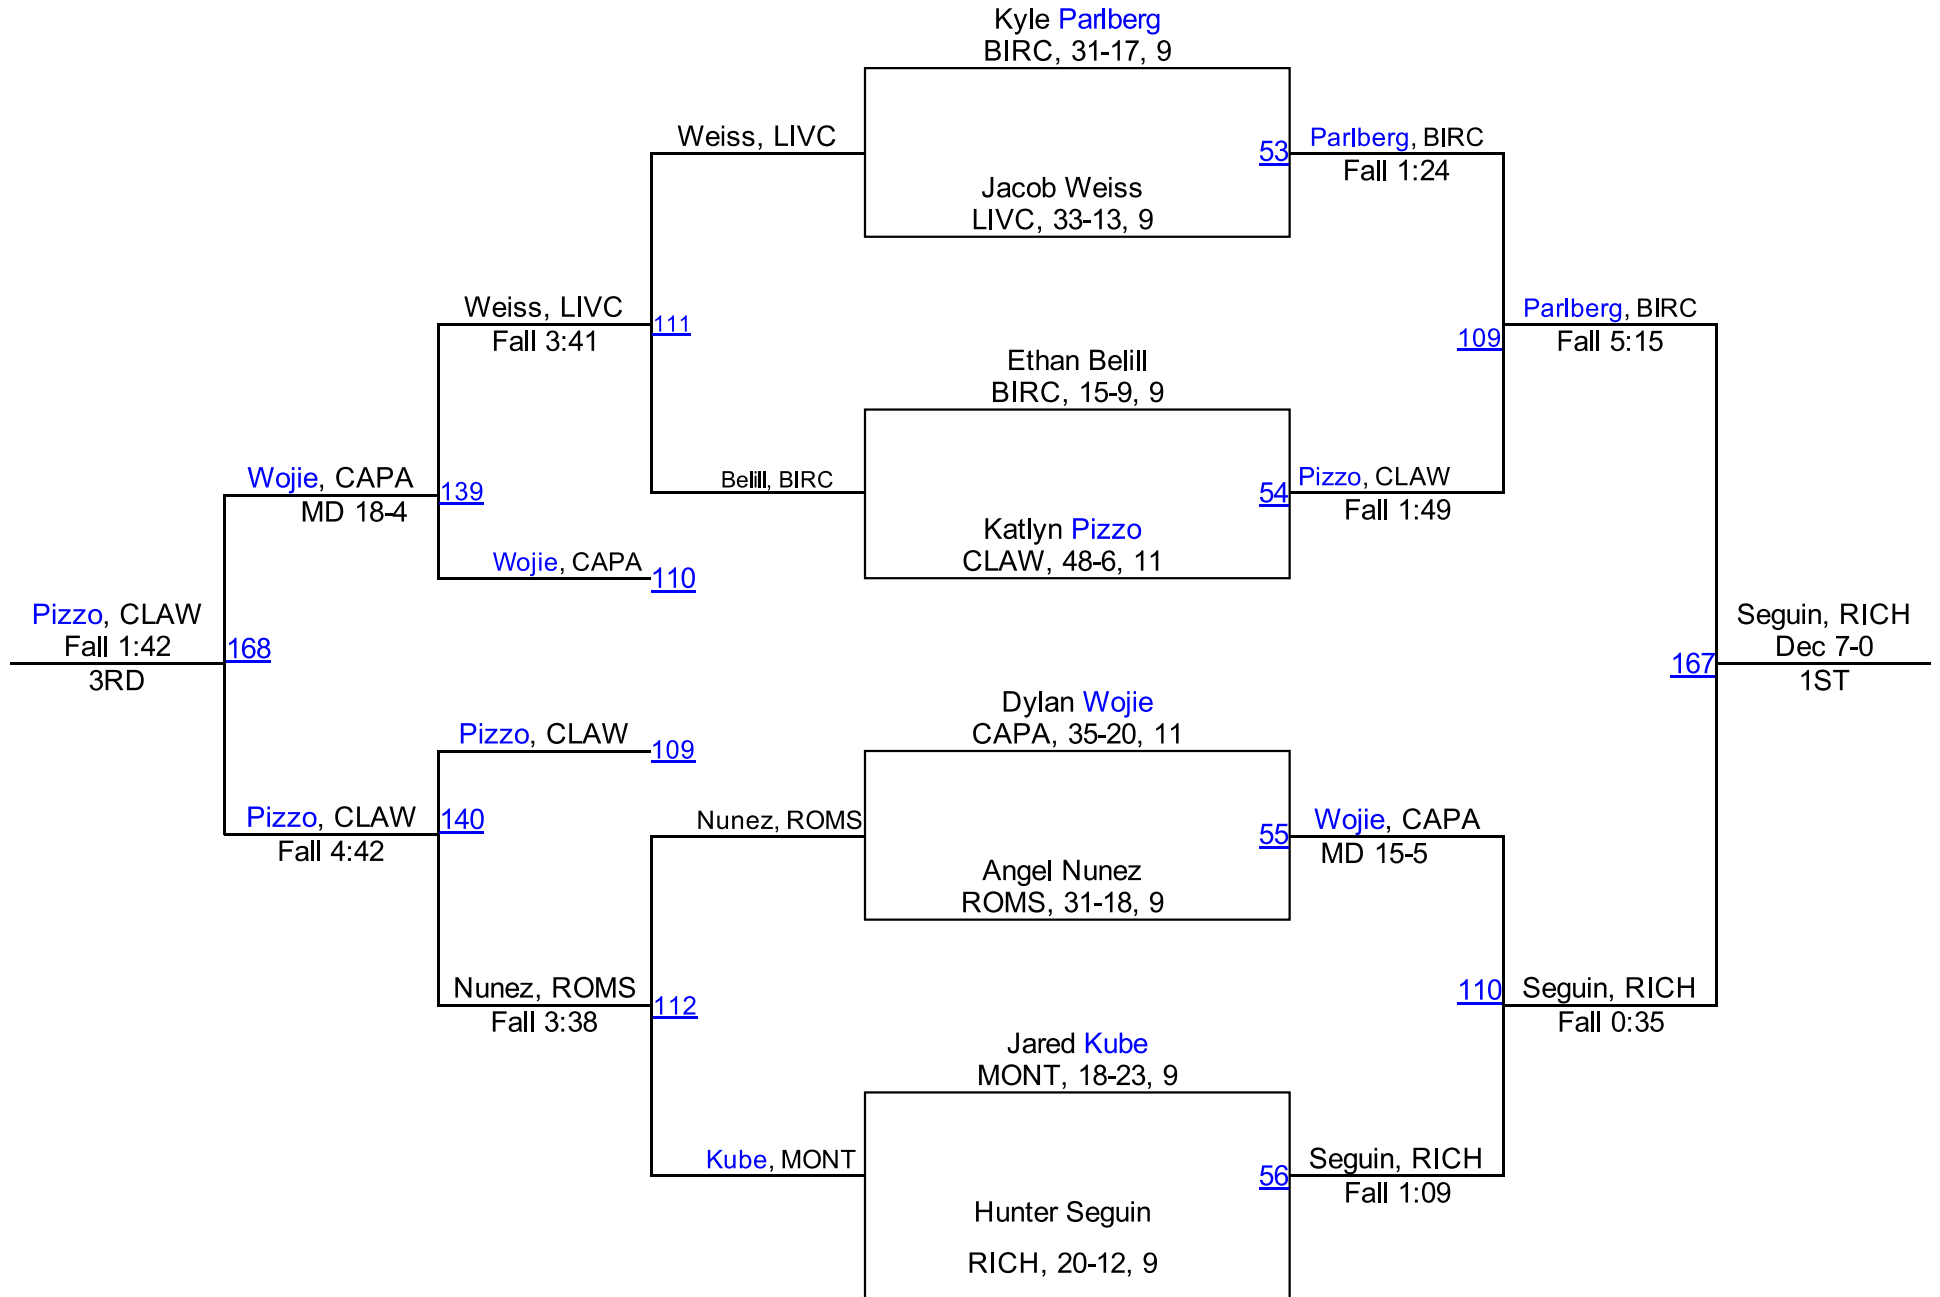 Kyle Parlberg
BIRC, 31-17, 9
Weiss, LIVC
53
Parlberg, BIRC
Fall 1:24
Jacob Weiss
LIVC, 33-13, 9
Weiss, LIVC
Fall 3:41
111
Parlberg, BIRC
Fall 5:15
109
Ethan Belill
BIRC, 15-9, 9
Belill, BIRC
54
Pizzo, CLAW
Fall 1:49
Wojie, CAPA
MD 18-4
139
Katlyn Pizzo
CLAW, 48-6, 11
Wojie, CAPA
110
Pizzo, CLAW
Fall 1:42
3RD
168
Seguin, RICH
Dec 7-0
1ST
167
Dylan Wojie
CAPA, 35-20, 11
Pizzo, CLAW
109
Pizzo, CLAW
Fall 4:42
140
Nunez, ROMS
55
Wojie, CAPA
MD 15-5
Angel Nunez
ROMS, 31-18, 9
Nunez, ROMS
Fall 3:38
112
110
Seguin, RICH
Fall 0:35
Jared Kube
MONT, 18-23, 9
Kube, MONT
56
Seguin, RICH
Fall 1:09
Hunter Seguin
RICH, 20-12, 9